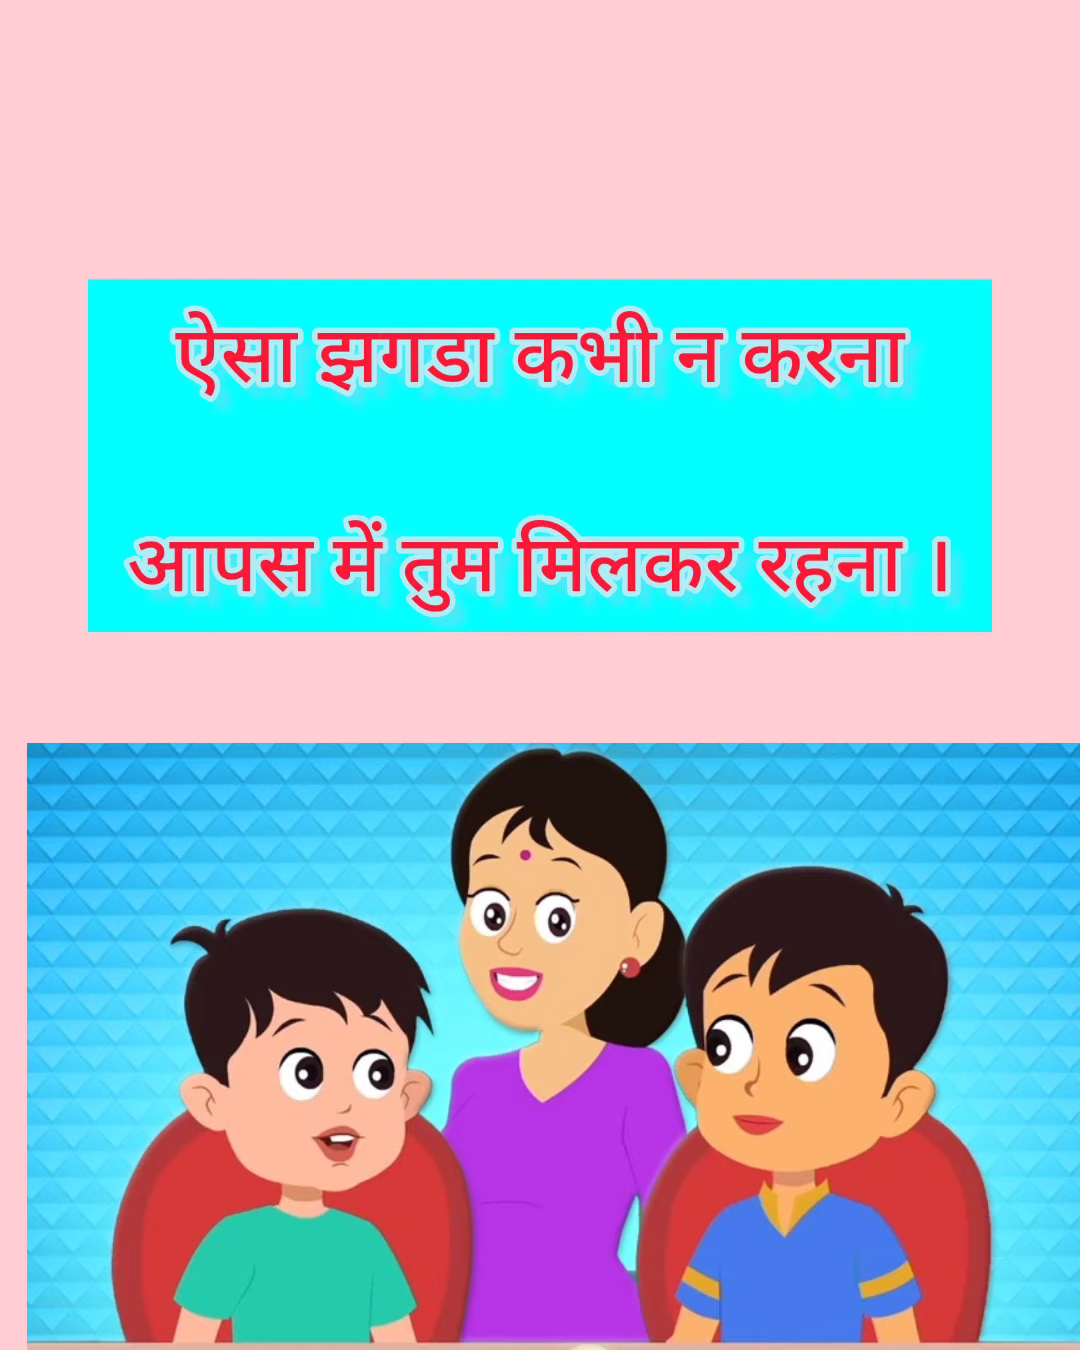 ऐसा झगडा कभी न करना
आपस में तुम मिलकर रहना ।